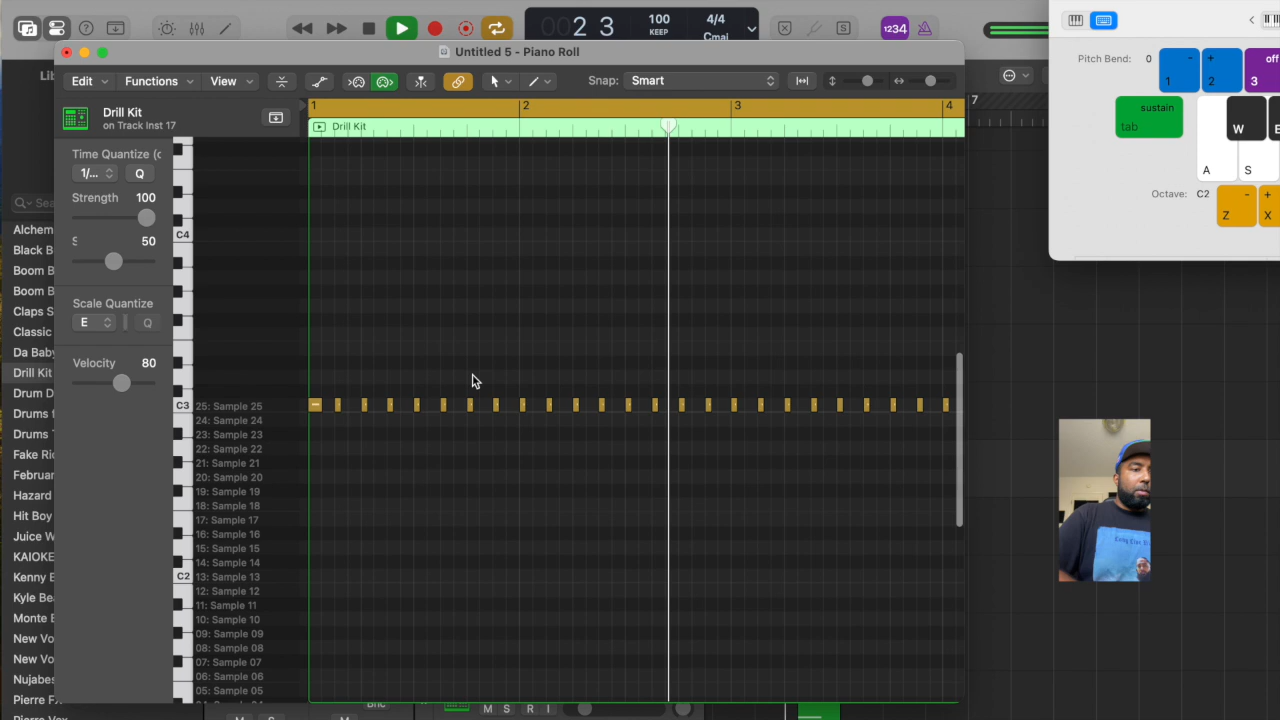 2 3
100
KEEP
4/4
Cmaj
S
1234
Untitled 5 - Piano Roll
Edit
Functions
View
Snap:
Smart
Drill Kit
on Track Inst 17
1
2
3
4
7
Drill Kit
Time Quantize (c
1/...
Q
Strength
100
S
50
Scale Quantize
E
Q
Velocity
80
C4
C3
C2
25: Sample 25
24: Sample 24
23: Sample 23
22: Sample 22
21: Sample 21
20: Sample 20
19: Sample 19
18: Sample 18
17: Sample 17
16: Sample 16
15: Sample 15
14: Sample 14
13: Sample 13
12: Sample 12
11: Sample 11
10: Sample 10
09: Sample 09
08: Sample 08
07: Sample 07
06: Sample 06
05: Sample 05
Lib
Sea
Alchem
Black B
Boom B
Boom B
Claps S
Classic
Da Baby
Drill Kit
Drum D
Drums f
Drums T
Fake Ric
Februar
Hazard
Hit Boy
Juice W
KAIOKE
Kenny B
Kyle Bea
Monte B
New Vo
New Vo
Nujabes
Pierre F
Pierre Vox
M S R I
Pitch Bend: 0
-
1
+
2
off
3
sustain
tab
W
E
A
S
Octave: C2
-
Z
+
X